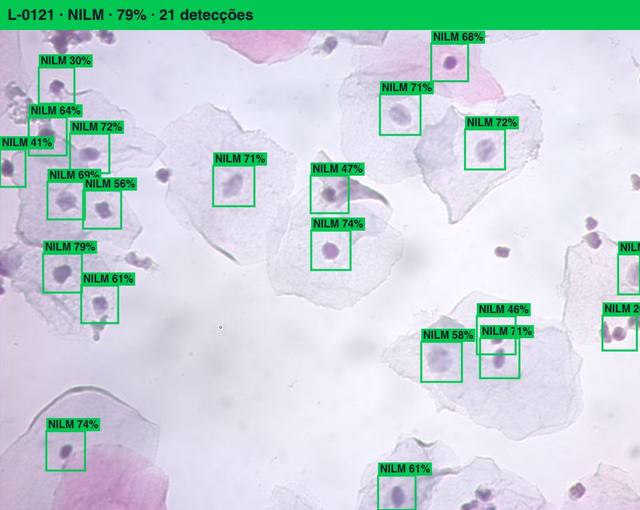 L-0121 · NILM · 79% · 21 detecções
NILM 68%
NILM 30%
NILM 71%
NILM 64%
NILM 72%
NILM 72%
NILM 41%
NILM 71%
NILM 47%
NILM 69%
NILM 56%
NILM 74%
NILM 79%
NILM 61%
NILM 46%
NILM 71%
NILM 58%
NILM 74%
NILM 61%